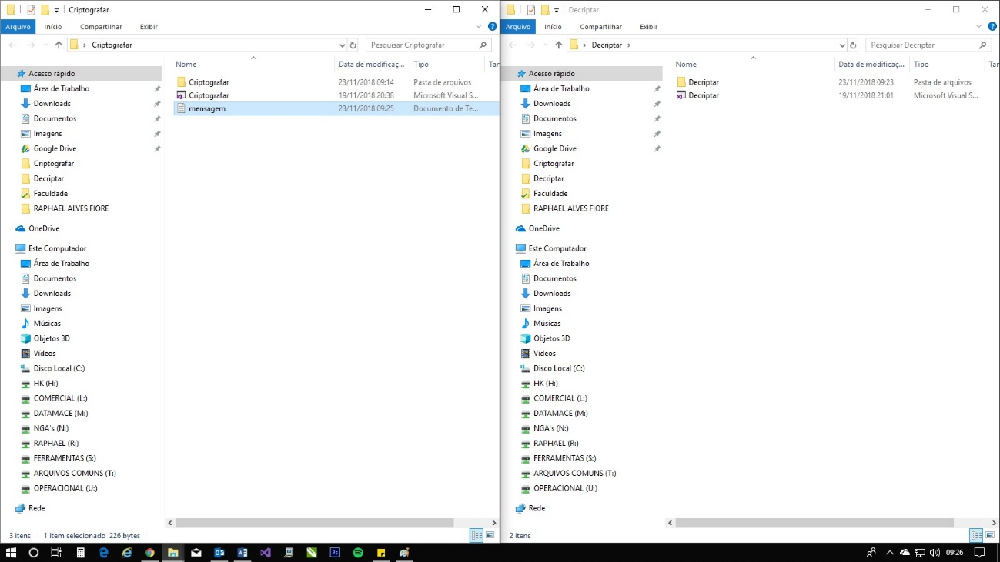 Criptografar
Arquivo Início Compartilhar Exibir
Criptografar
Pesquisar Criptografar
Nome Data de modificaç... Tipo Tar
Criptografar 23/11/2018 09:14 Pasta de arquivos
Criptografar 19/11/2018 20:38 Microsoft Visual S...
mensagem 23/11/2018 09:25 Documento de Te...
Acesso rápido
Área de Trabalho
Downloads
Documentos
Imagens
Google Drive
Criptografar
Decriptar
Faculdade
RAPHAEL ALVES FIORE
OneDrive
Este Computador
Área de Trabalho
Documentos
Downloads
Imagens
Músicas
Objetos 3D
Vídeos
Disco Local (C:)
HK (H:)
COMERCIAL (L:)
DATAMACE (M:)
NGA's (N:)
RAPHAEL (R:)
FERRAMENTAS (S:)
ARQUIVOS COMUNS (T:)
OPERACIONAL (U:)
Rede
3 itens 1 item selecionado 226 bytes
Decriptar
Arquivo Início Compartilhar Exibir
Decriptar
Pesquisar Decriptar
Nome Data de modificaç... Tipo Tar
Decriptar 23/11/2018 09:23 Pasta de arquivos
Decriptar 19/11/2018 21:01 Microsoft Visual S...
Acesso rápido
Área de Trabalho
Downloads
Documentos
Imagens
Google Drive
Criptografar
Decriptar
Faculdade
RAPHAEL ALVES FIORE
OneDrive
Este Computador
Área de Trabalho
Documentos
Downloads
Imagens
Músicas
Objetos 3D
Vídeos
Disco Local (C:)
HK (H:)
COMERCIAL (L:)
DATAMACE (M:)
NGA's (N:)
RAPHAEL (R:)
FERRAMENTAS (S:)
ARQUIVOS COMUNS (T:)
OPERACIONAL (U:)
Rede
2 itens
Ps
09:26